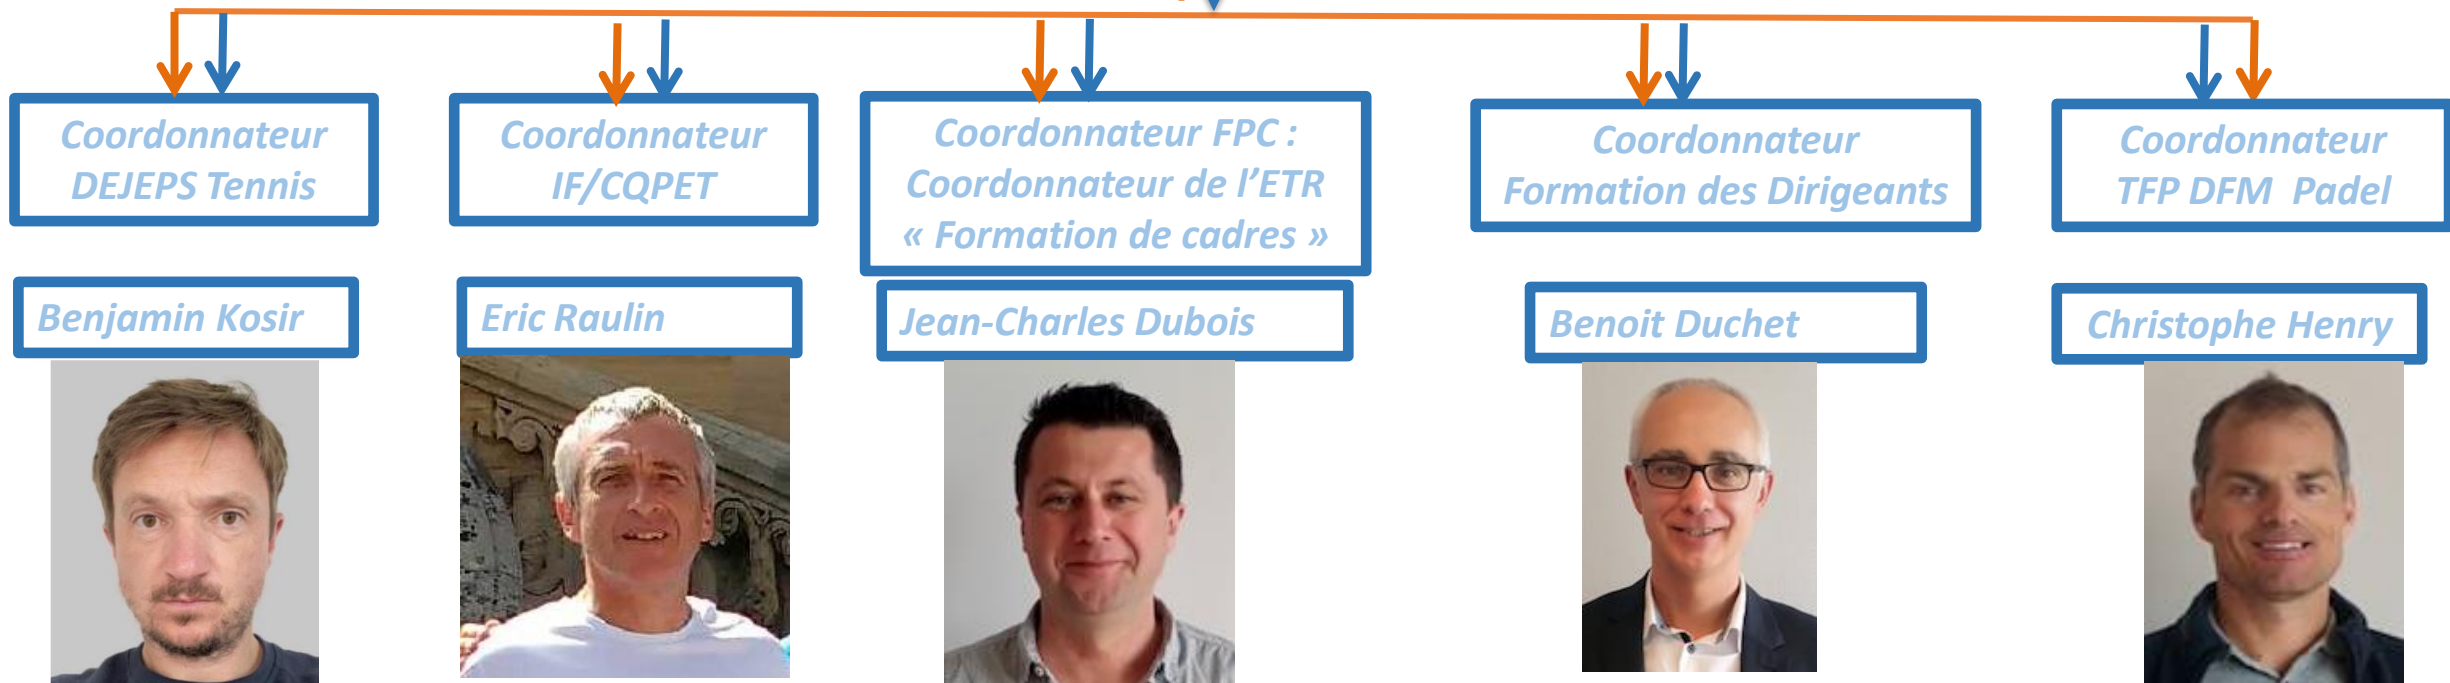 Coordonnateur
DEJEPS Tennis
Coordonnateur
IF/CQPET
Coordonnateur FPC :
Coordonnateur de l’ETR
« Formation de cadres »
Coordonnateur
Formation des Dirigeants
Coordonnateur
TFP DFM Padel
Benjamin Kosir
Eric Raulin
Jean-Charles Dubois
Benoit Duchet
Christophe Henry